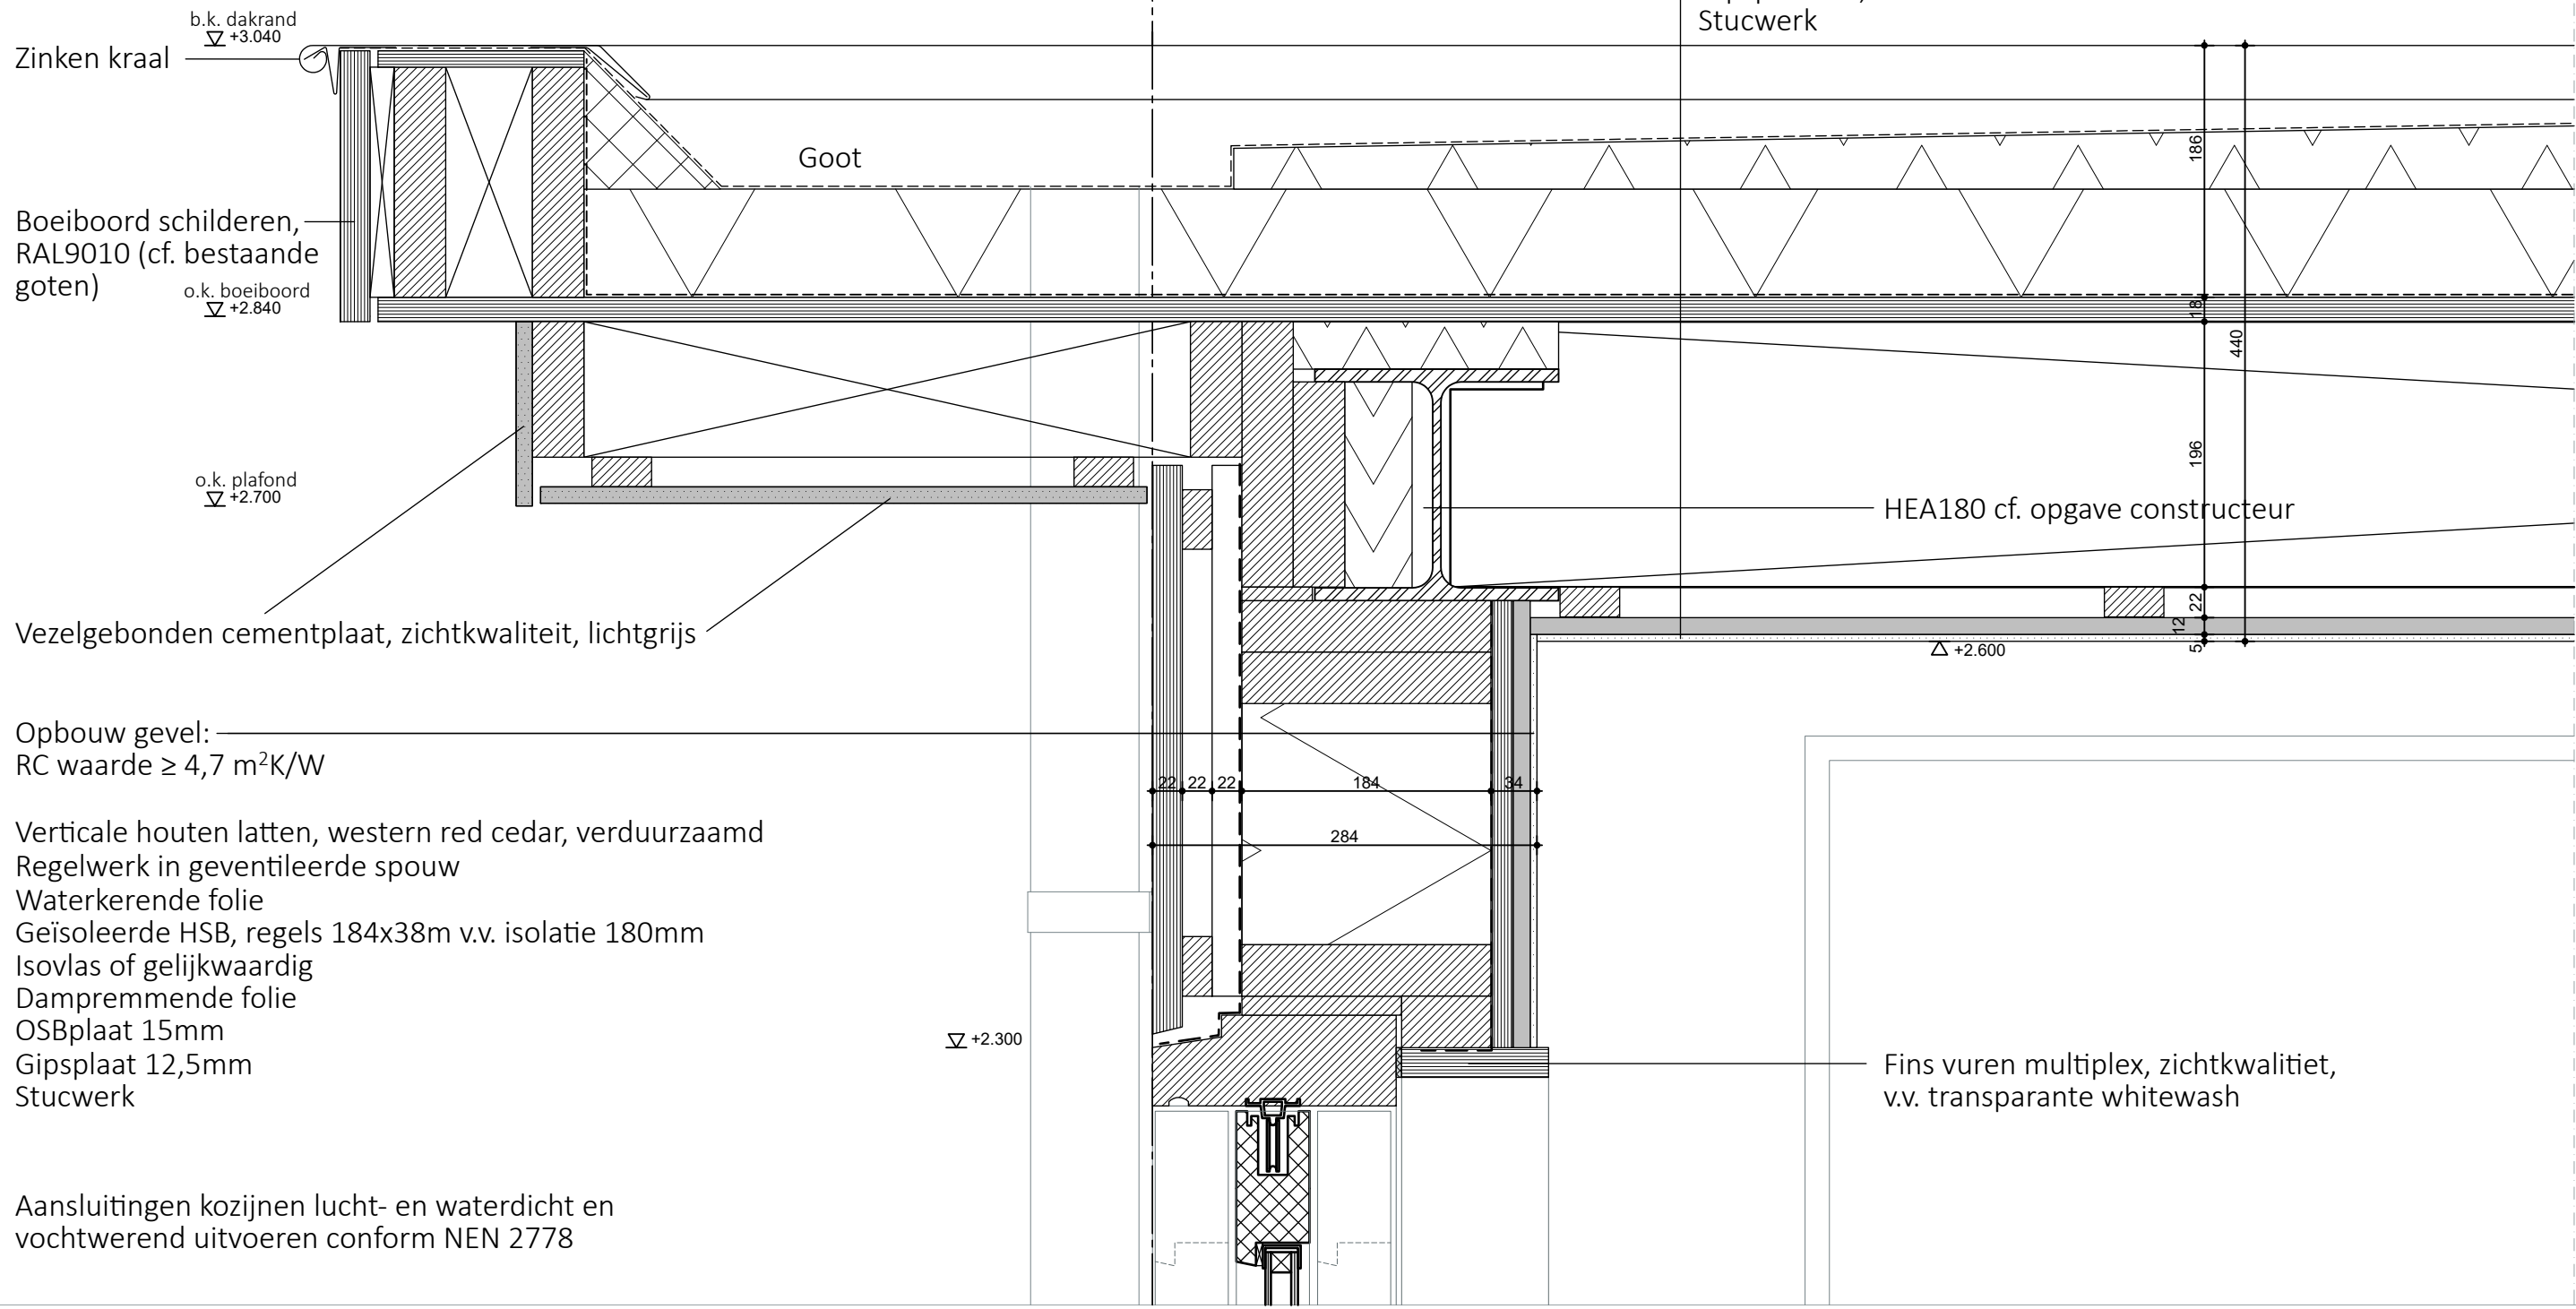 Stucwerk
b.k. dakrand
+3.040
Zinken kraal
Goot
186
Boeiboord schilderen,
RAL9010 (cf. bestaande
goten)
o.k. boeiboord
+2.840
18
440
196
o.k. plafond
+2.700
HEA180 cf. opgave constructeur
Vezelgebonden cementplaat, zichtkwaliteit, lichtgrijs
22
12
5
+2.600
Opbouw gevel:
RC waarde ≥ 4,7 m²K/W
22 22 22 184 34
284
Verticale houten latten, western red cedar, verduurzaamd
Regelwerk in geventileerde spouw
Waterkerende folie
Geïsoleerde HSB, regels 184x38m v.v. isolatie 180mm
Isovlas of gelijkwaardig
Dampremmende folie
OSBplaat 15mm
Gipsplaat 12,5mm
Stucwerk
+2.300
Fins vuren multiplex, zichtkwalitiet,
v.v. transparante whitewash
Aansluitingen kozijnen lucht- en waterdicht en
vochtwerend uitvoeren conform NEN 2778